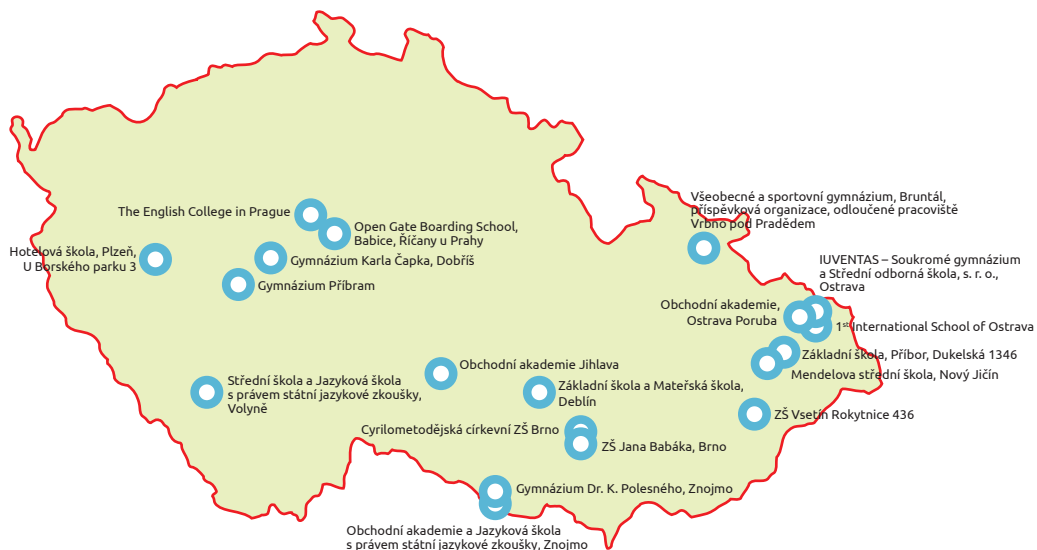 Všeobecné a sportovní gymnázium, Bruntál,
příspěvková organizace, odloučené pracoviště
Vrbno pod Pradědem
The English College in Prague
Open Gate Boarding School,
Babice, Říčany u Prahy
Hotelová škola, Plzeň,
U Borského parku 3
Gymnázium Karla Čapka, Dobříš
Gymnázium Příbram
IUVENTAS – Soukromé gymnázium
a Střední odborná škola, s. r. o.,
Ostrava
Obchodní akademie,
Ostrava Poruba
1st International School of Ostrava
Základní škola, Příbor, Dukelská 1346
Mendelova střední škola, Nový Jičín
Obchodní akademie Jihlava
Střední škola a Jazyková škola
s právem státní jazykové zkoušky,
Volyně
Základní škola a Mateřská škola,
Deblín
ZŠ Vsetín Rokytnice 436
Cyrilometodějská církevní ZŠ Brno
ZŠ Jana Babáka, Brno
Gymnázium Dr. K. Polesného, Znojmo
Obchodní akademie a Jazyková škola
s právem státní jazykové zkoušky, Znojmo